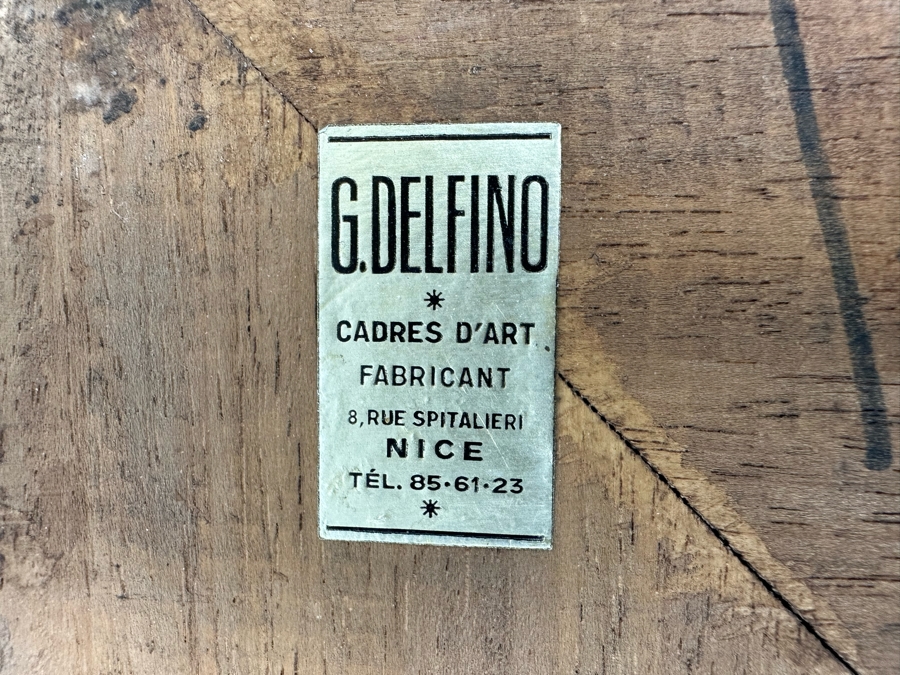 G.DELFINO
CADRES D'ART
FABRICANT
8, RUE SPITALIERI
NICE
TÉL. 85·61·23